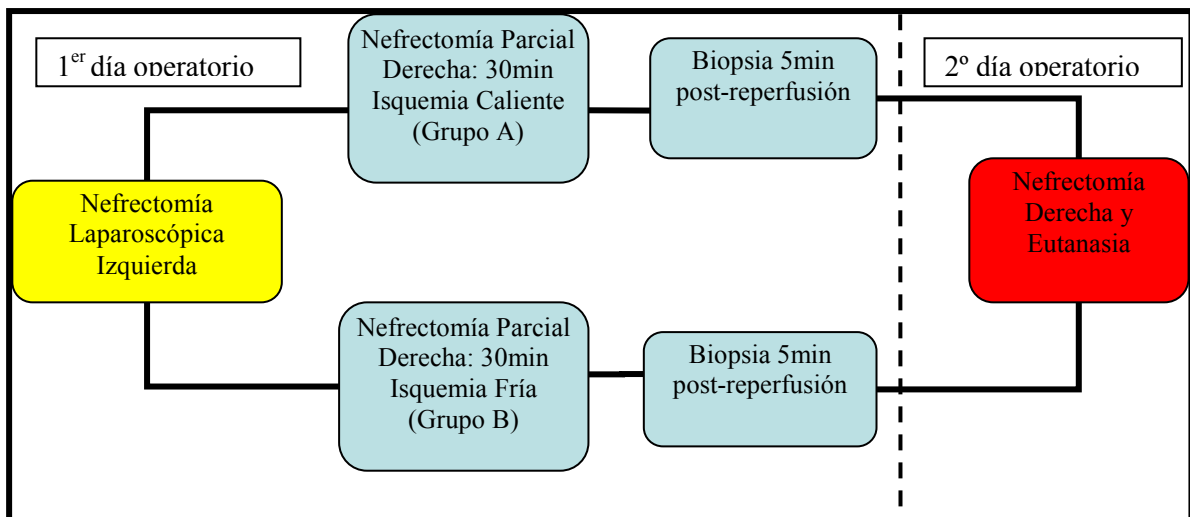 1er día operatorio
Nefrectomía Parcial
Derecha: 30min
Isquemia Caliente
(Grupo A)
Biopsia 5min
post-reperfusión
2º día operatorio
Nefrectomía
Laparoscópica
Izquierda
Nefrectomía
Derecha y
Eutanasia
Nefrectomía Parcial
Derecha: 30min
Isquemia Fría
(Grupo B)
Biopsia 5min
post-reperfusión